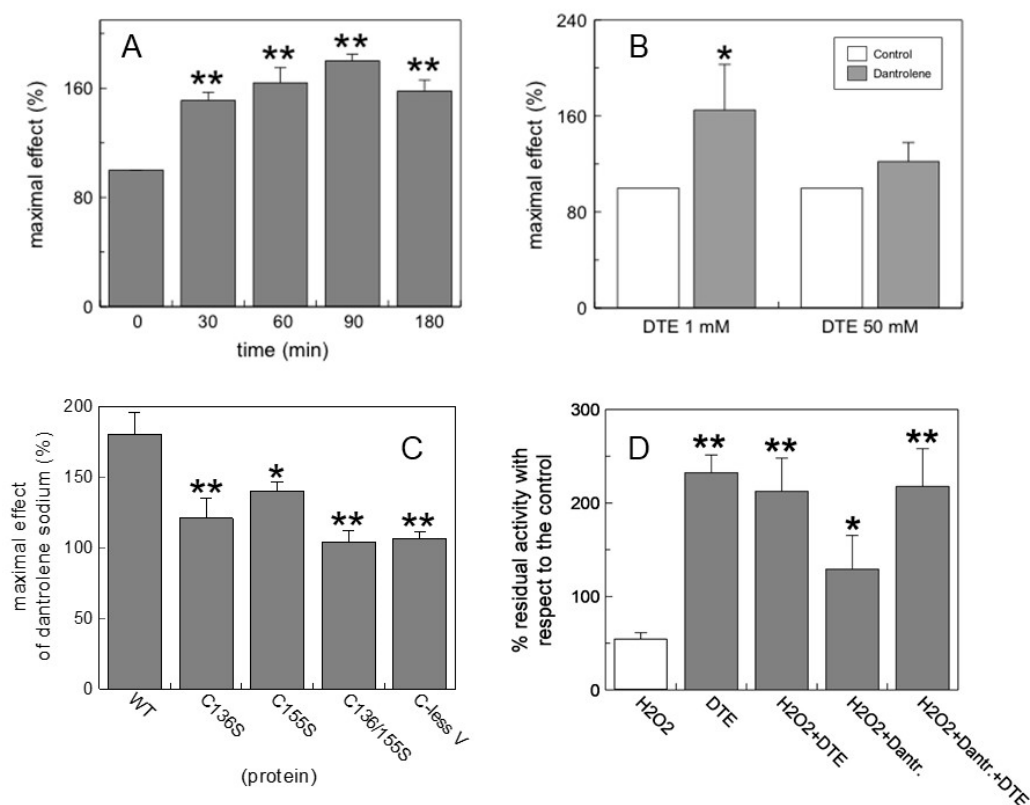 A
maximal effect (%)
160
80
0
** ** ** **
0 30 60 90 180
time (min)
B
maximal effect (%)
240
160
80
0
*
Control
Dantrolene
DTE 1 mM DTE 50 mM
C
maximal effect
of dantrolene sodium (%)
200
150
100
50
0
** * ** **
WT C136S C155S C136/155S C-less V
(protein)
D
% residual activity with
respect to the control
300
200
100
0
** ** * **
H2O2 DTE H2O2+DTE H2O2+Dantr. H2O2+Dantr.+DTE